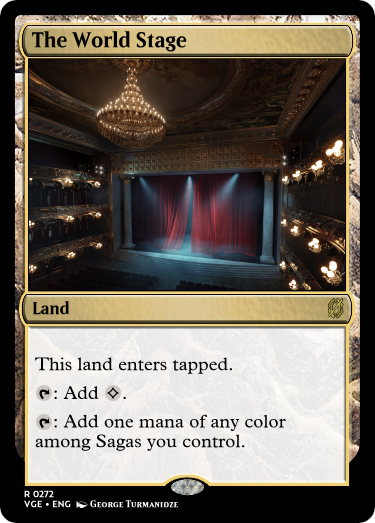 The World Stage
Land
This land enters tapped.
: Add .
: Add one mana of any color
among Sagas you control.
R 0272
VGE • ENG George Turmanidze